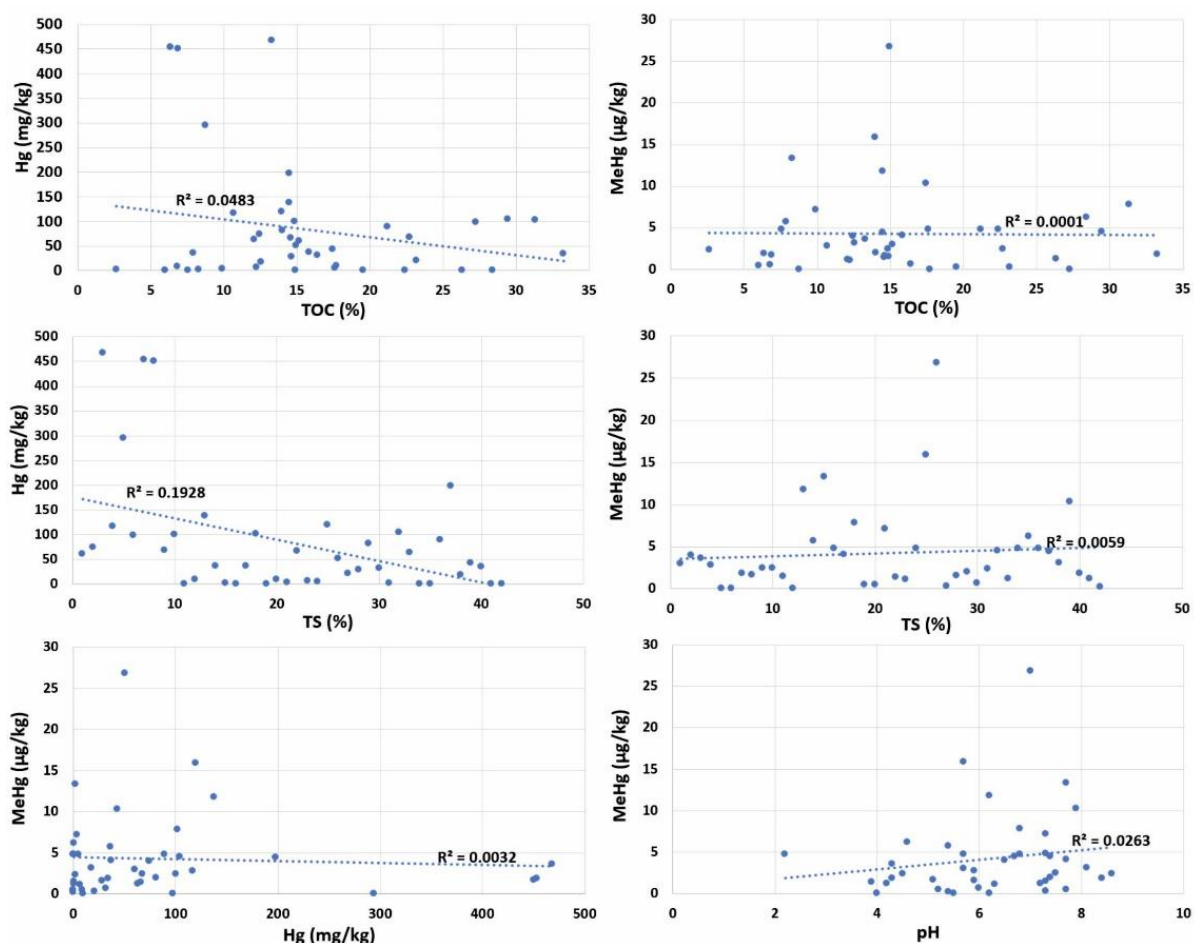 Hg (mg/kg)
500
450
400
350
300
250
200
150
100
50
0
R² = 0.0483
0 5 10 15 20 25 30 35
TOC (%)
MeHg (µg/kg)
30
25
20
15
10
5
0
R² = 0.0001
0 5 10 15 20 25 30 35
TOC (%)
Hg (mg/kg)
500
450
400
350
300
250
200
150
100
50
0
R² = 0.1928
0 10 20 30 40 50
TS (%)
MeHg (µg/kg)
30
25
20
15
10
5
0
R² = 0.0059
0 10 20 30 40 50
TS (%)
MeHg (µg/kg)
30
25
20
15
10
5
0
R² = 0.0032
0 100 200 300 400 500
Hg (mg/kg)
MeHg (µg/kg)
30
25
20
15
10
5
0
R² = 0.0263
0 2 4 6 8 10
pH